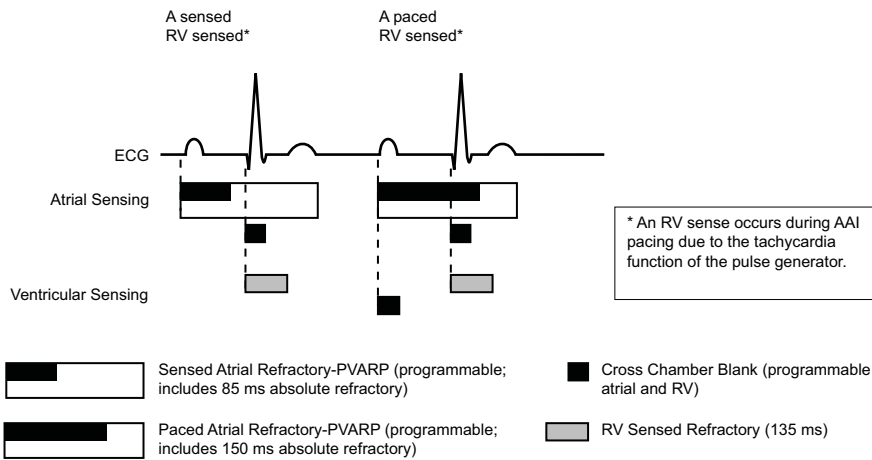 A sensed
RV sensed*
A paced
RV sensed*
ECG
Atrial Sensing
* An RV sense occurs during AAI
pacing due to the tachycardia
function of the pulse generator.
Ventricular Sensing
Sensed Atrial Refractory-PVARP (programmable;
includes 85 ms absolute refractory)
Cross Chamber Blank (programmable
atrial and RV)
Paced Atrial Refractory-PVARP (programmable;
includes 150 ms absolute refractory)
RV Sensed Refractory (135 ms)